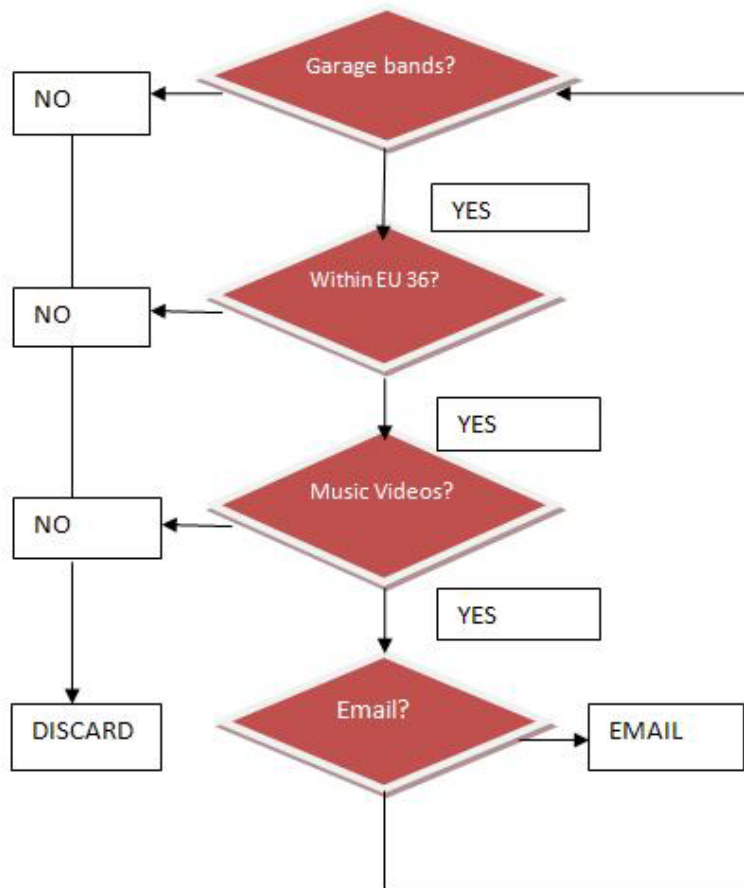 Garage bands?
NO
YES
Within EU 36?
NO
YES
Music Videos?
NO
YES
Email?
DISCARD
EMAIL